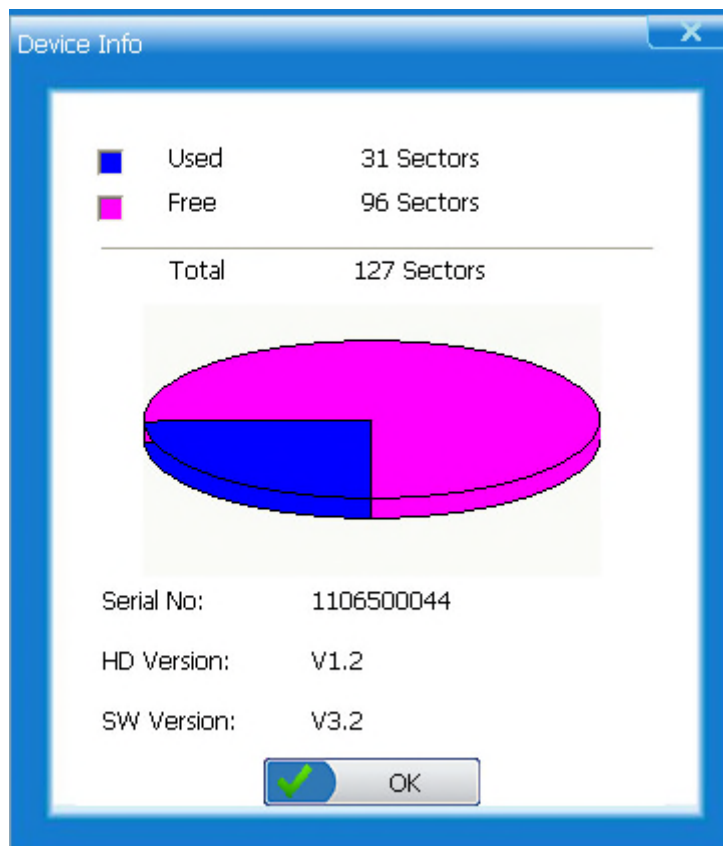 Device Info
Used 31 Sectors
Free 96 Sectors
Total 127 Sectors
Serial No: 1106500044
HD Version: V1.2
SW Version: V3.2
OK